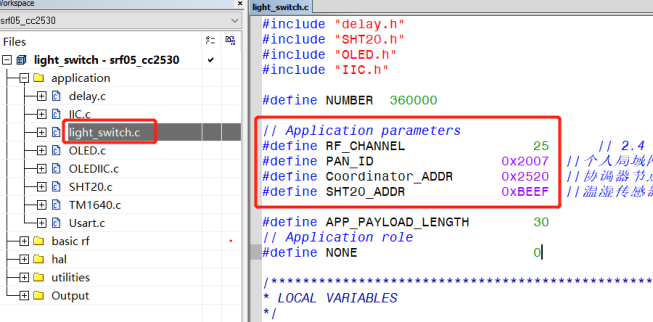 Workspace
srf05_cc2530
Files
light_switch - srf05_cc2530
application
delay.c
IIC.c
light_switch.c
OLED.c
OLEDIIC.c
SHT20.c
TM1640.c
Usart.c
basic rf
hal
utilities
Output
light_switch.c
#include "delay.h"
#include "SHT20.h"
#include "OLED.h"
#include "IIC.h"
#define NUMBER 360000
// Application parameters
#define RF_CHANNEL 25 // 2.4
#define PAN_ID 0x2007 //个人局域
#define Coordinator_ADDR 0x2520 //协调器节
#define SHT20_ADDR 0xBEEF //温湿传感
#define APP_PAYLOAD_LENGTH 30
// Application role
#define NONE 0
/****************************************************
* LOCAL VARIABLES
*/